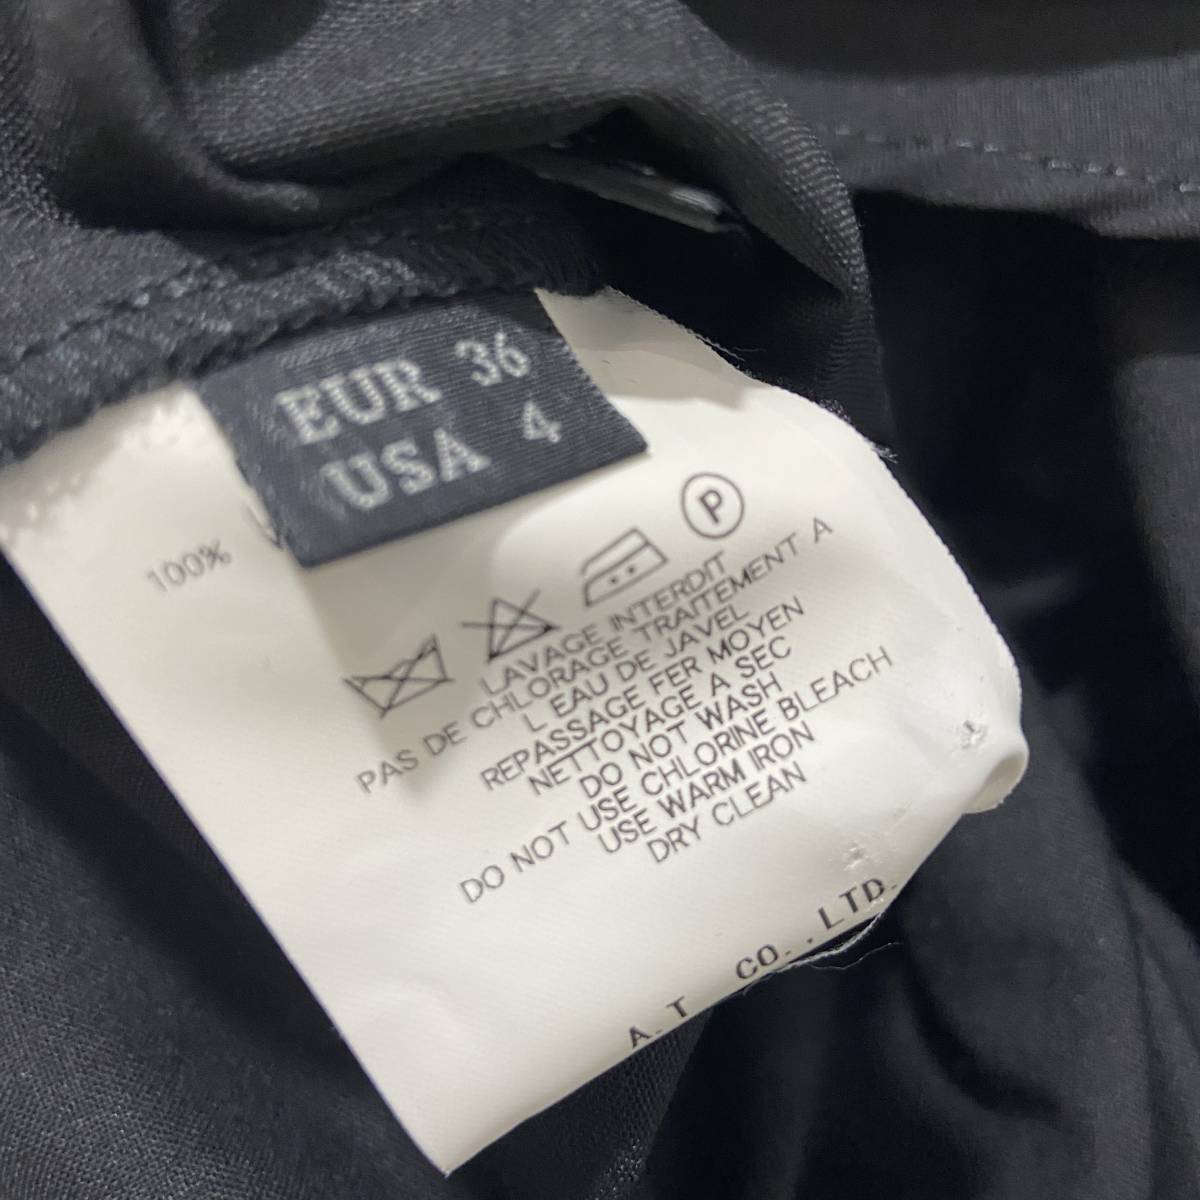 EUR 36
USA 4
100%
P
LAVAGE INTERDIT
PAS DE CHLORAGE TRAITEMENT A
L EAU DE JAVEL
REPASSAGE FER MOYEN
NETTOYAGE A SEC
DO NOT WASH
DO NOT USE CHLORINE BLEACH
USE WARM IRON
DRY CLEAN
A.T CO.,LTD.